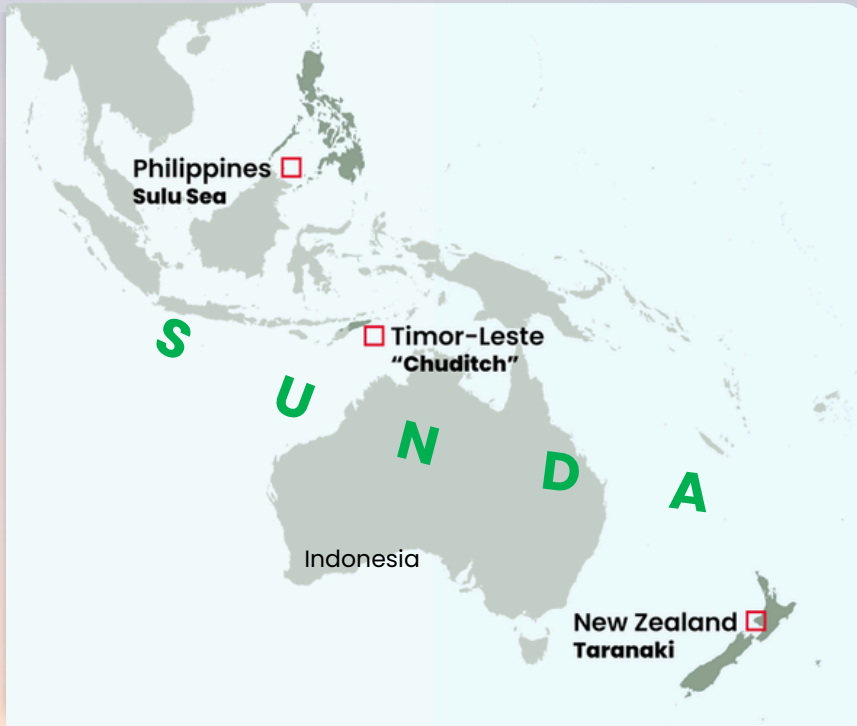 Philippines
Sulu Sea
Timor-Leste
“Chuditch”
S U N D A
Indonesia
New Zealand
Taranaki